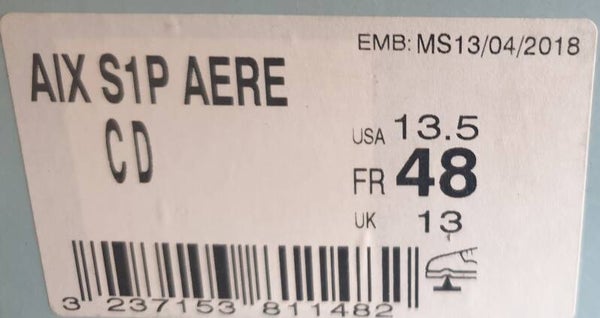 EMB: MS13/04/2018
AIX S1P AERE
C D
USA 13.5
FR 48
UK 13
3 237153 811482